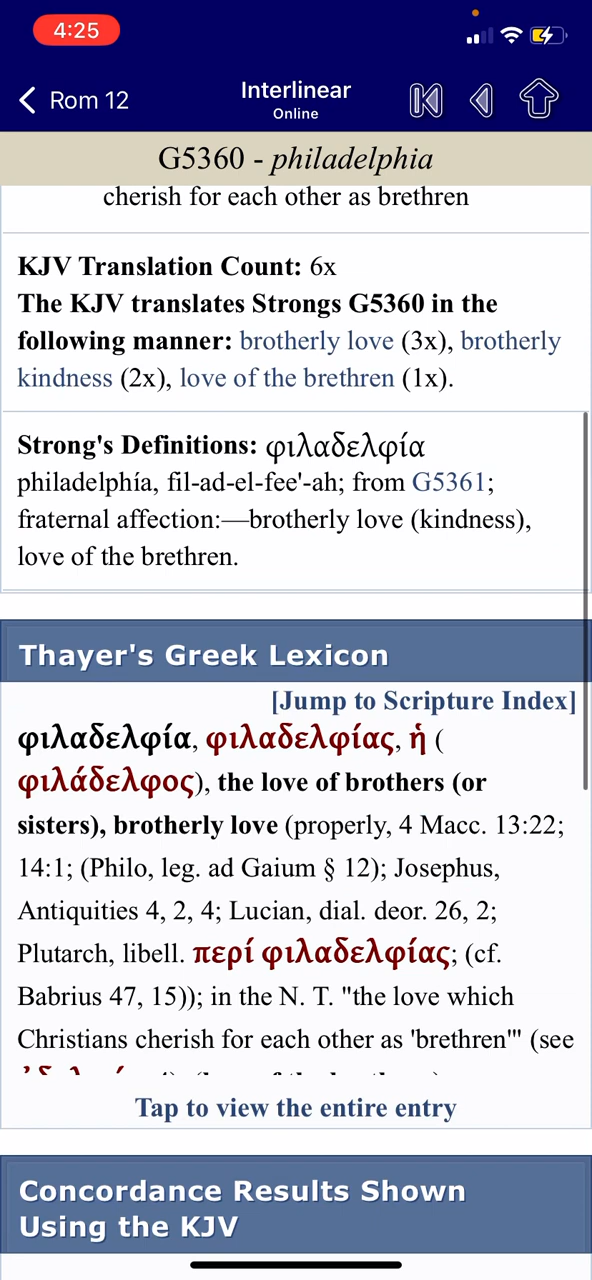 4:25
Rom 12
Interlinear
Online
G5360 - philadelphia
cherish for each other as brethren
KJV Translation Count: 6x
The KJV translates Strongs G5360 in the
following manner: brotherly love (3x), brotherly
kindness (2x), love of the brethren (1x).
Strong's Definitions: φιλαδελφία
philadelphía, fil-ad-el-fee'-ah; from G5361;
fraternal affection:—brotherly love (kindness),
love of the brethren.
Thayer's Greek Lexicon
[Jump to Scripture Index]
φιλαδελφία, φιλαδελφίας, ἡ (
φιλάδελφος), the love of brothers (or
sisters), brotherly love (properly, 4 Macc. 13:22;
14:1; (Philo, leg. ad Gaium § 12); Josephus,
Antiquities 4, 2, 4; Lucian, dial. deor. 26, 2;
Plutarch, libell. περί φιλαδελφίας; (cf.
Babrius 47, 15)); in the N. T. "the love which
Christians cherish for each other as 'brethren'" (see
Tap to view the entire entry
Concordance Results Shown
Using the KJV